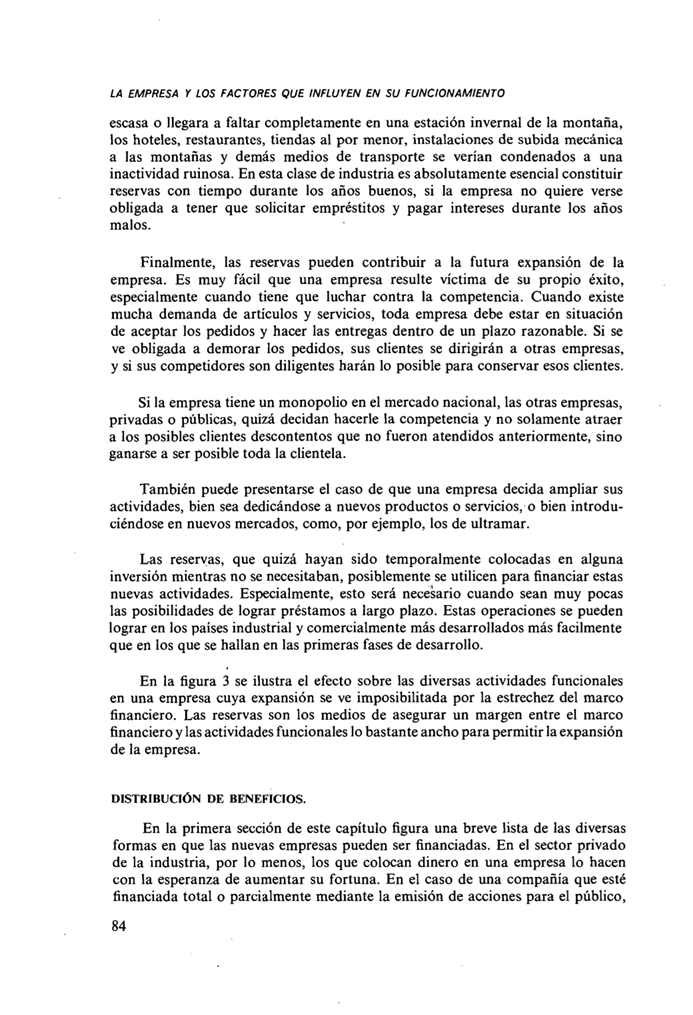 LA EMPRESA Y LOS FACTORES QUE INFLUYEN EN SU FUNCIONAMIENTO
escasa o llegara a faltar completamente en una estación invernal de la montaña,
los hoteles, restaurantes, tiendas al por menor, instalaciones de subida mecánica
a las montañas y demás medios de transporte se verían condenados a una
inactividad ruinosa. En esta clase de industria es absolutamente esencial constituir
reservas con tiempo durante los años buenos, si la empresa no quiere verse
obligada a tener que solicitar empréstitos y pagar intereses durante los años
malos.
Finalmente, las reservas pueden contribuir a la futura expansión de la
empresa. Es muy fácil que una empresa resulte víctima de su propio éxito,
especialmente cuando tiene que luchar contra la competencia. Cuando existe
mucha demanda de artículos y servicios, toda empresa debe estar en situación
de aceptar los pedidos y hacer las entregas dentro de un plazo razonable. Si se
ve obligada a demorar los pedidos, sus clientes se dirigirán a otras empresas,
y si sus competidores son diligentes harán lo posible para conservar esos clientes.
Si la empresa tiene un monopolio en el mercado nacional, las otras empresas,
privadas o públicas, quizá decidan hacerle la competencia y no solamente atraer
a los posibles clientes descontentos que no fueron atendidos anteriormente, sino
ganarse a ser posible toda la clientela.
También puede presentarse el caso de que una empresa decida ampliar sus
actividades, bien sea dedicándose a nuevos productos o servicios, o bien introdu-
ciéndose en nuevos mercados, como, por ejemplo, los de ultramar.
Las reservas, que quizá hayan sido temporalmente colocadas en alguna
inversión mientras no se necesitaban, posiblemente se utilicen para financiar estas
nuevas actividades. Especialmente, esto será necesario cuando sean muy pocas
las posibilidades de lograr préstamos a largo plazo. Estas operaciones se pueden
lograr en los países industrial y comercialmente más desarrollados más facilmente
que en los que se hallan en las primeras fases de desarrollo.
En la figura 3 se ilustra el efecto sobre las diversas actividades funcionales
en una empresa cuya expansión se ve imposibilitada por la estrechez del marco
financiero. Las reservas son los medios de asegurar un margen entre el marco
financiero y las actividades funcionales lo bastante ancho para permitir la expansión
de la empresa.
DISTRIBUCIÓN DE BENEFICIOS.
En la primera sección de este capítulo figura una breve lista de las diversas
formas en que las nuevas empresas pueden ser financiadas. En el sector privado
de la industria, por lo menos, los que colocan dinero en una empresa lo hacen
con la esperanza de aumentar su fortuna. En el caso de una compañía que esté
financiada total o parcialmente mediante la emisión de acciones para el público,
84